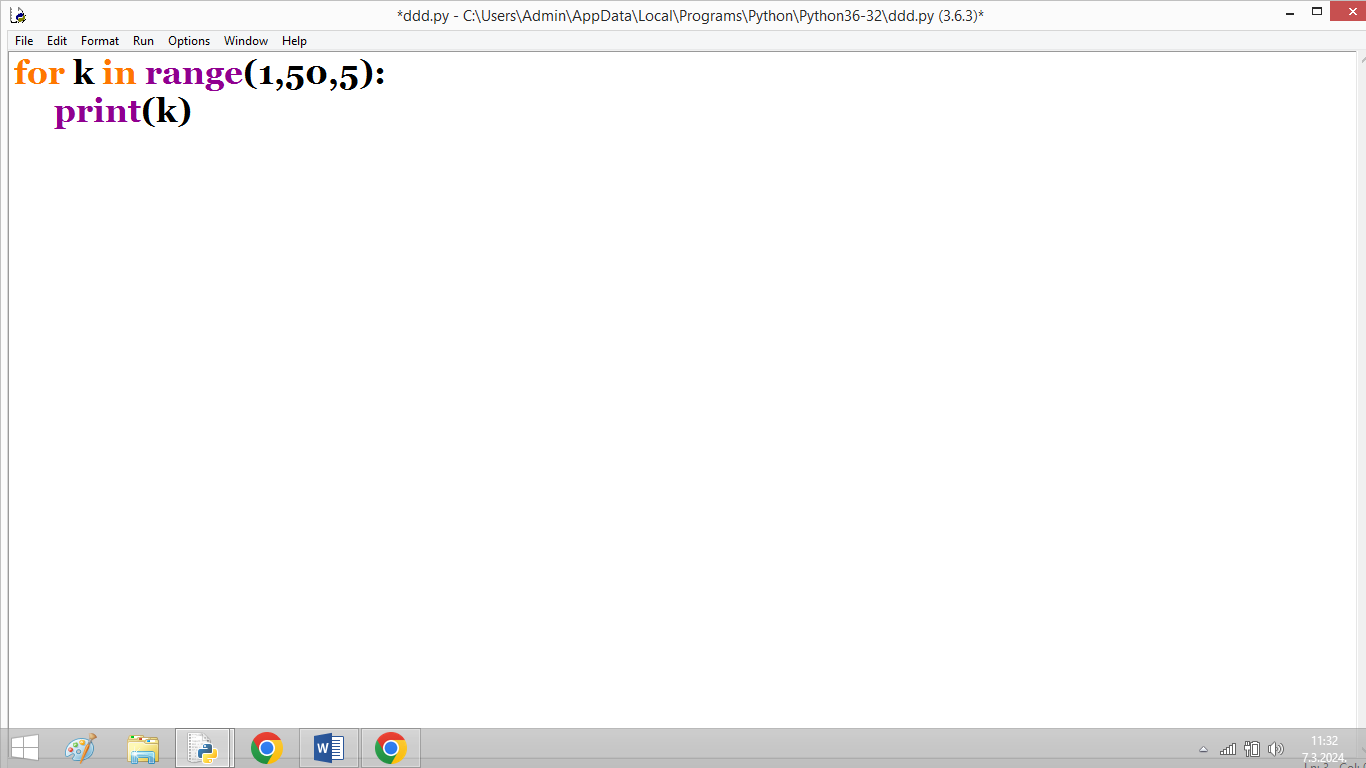 *ddd.py - C:\Users\Admin\AppData\Local\Programs\Python\Python36-32\ddd.py (3.6.3)*
File Edit Format Run Options Window Help
for k in range(1,50,5):
    print(k)
11:32
7.3.2024.